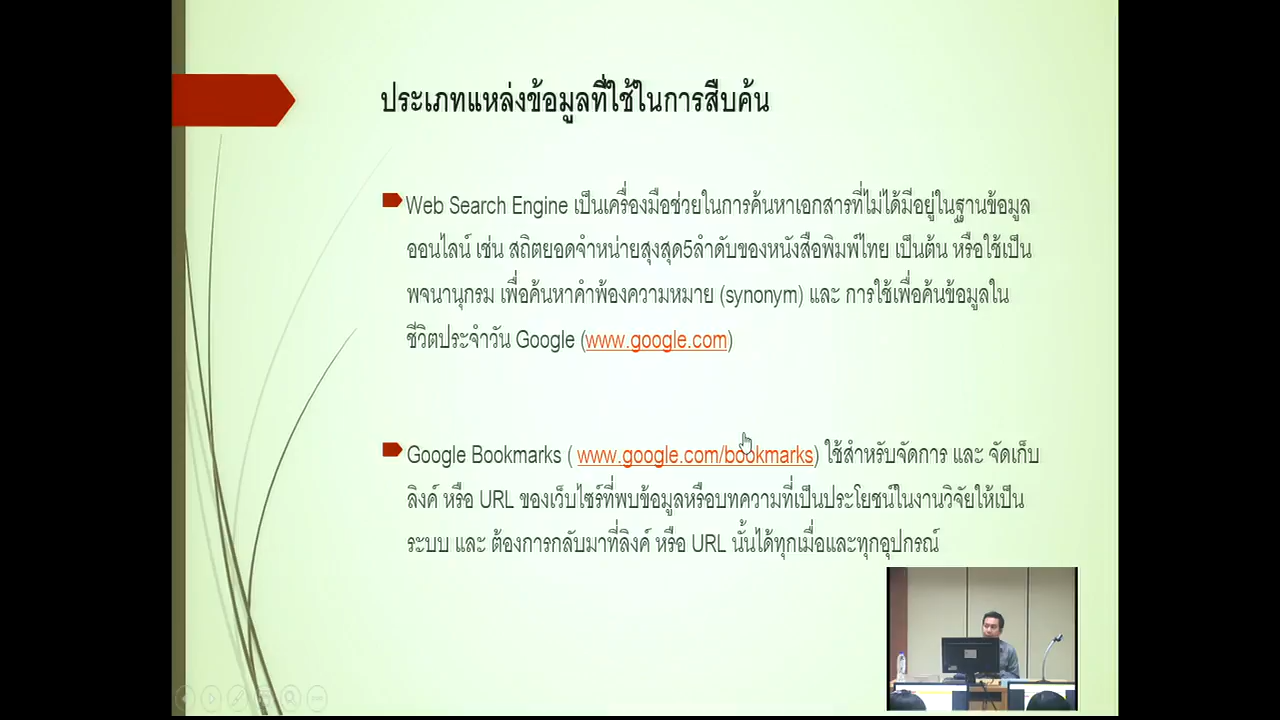 ประเภทแหล่งข้อมูลที่ใช้ในการสืบค้น
Web Search Engine เป็นเครื่องมือช่วยในการค้นหาเอกสารที่ไม่ได้มีอยู่ในฐานข้อมูล
ออนไลน์ เช่น สถิตยอดจำหน่ายสูงสุด5ลำดับของหนังสือพิมพ์ไทย เป็นต้น หรือใช้เป็น
พจนานุกรม เพื่อค้นหาคำพ้องความหมาย (synonym) และ การใช้เพื่อค้นข้อมูลใน
ชีวิตประจำวัน Google (www.google.com)
Google Bookmarks ( www.google.com/bookmarks) ใช้สำหรับจัดการ และ จัดเก็บ
ลิงค์ หรือ URL ของเว็บไซร์ที่พบข้อมูลหรือบทความที่เป็นประโยชน์ในงานวิจัยให้เป็น
ระบบ และ ต้องการกลับมาที่ลิงค์ หรือ URL นั้นได้ทุกเมื่อและทุกอุปกรณ์